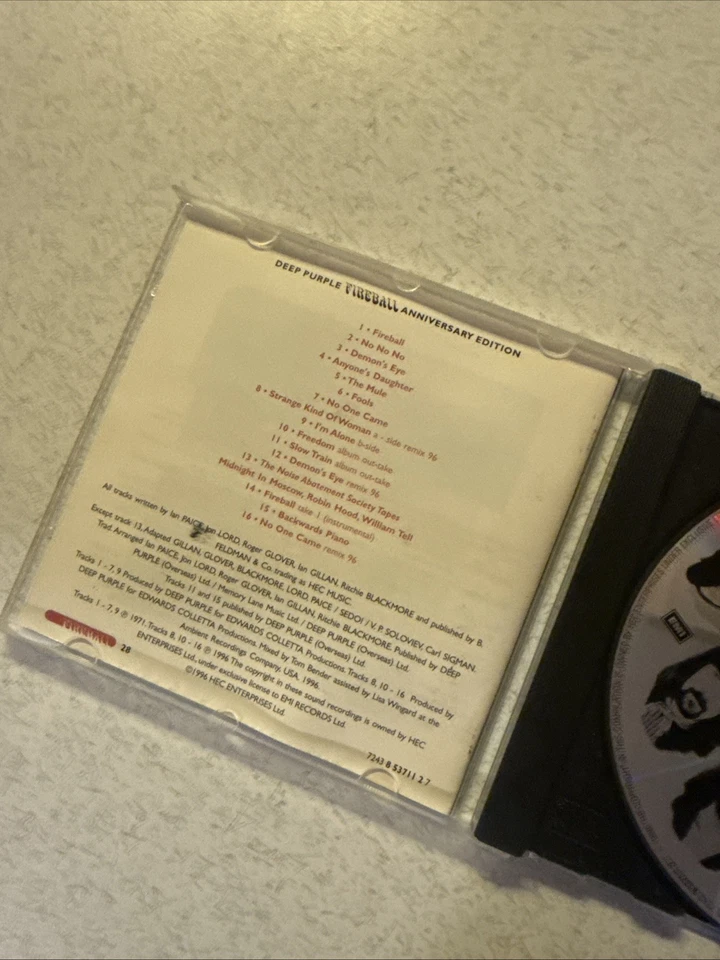 DEEP PURPLE FIREBALL ANNIVERSARY EDITION
1 • Fireball
2 • No No No
3 • Demon's Eye
4 • Anyone's Daughter
5 • The Mule
6 • Fools
7 • No One Came
8 • Strange Kind Of Woman a - side remix 96
9 • I'm Alone b-side
10 • Freedom album out-take
11 • Slow Train album out-take
12 • Demon's Eye remix 96
13 • The Noise Abatement Society Tapes
Midnight In Moscow, Robin Hood, William Tell
14 • Fireball take 1 (instrumental)
15 • Backwards Piano
16 • No One Came remix 96
All tracks written by Ian PAICE, Jon LORD, Roger GLOVER, Ian GILLAN, Ritchie BLACKMORE and published by B.
FELDMAN & Co. trading as HEC MUSIC.
Except track 13, Adapted GILLAN, GLOVER, BLACKMORE, LORD, PAICE / SEDOI / V. P. SOLOVIEV, Carl SIGMAN.
Trad. Arranged Ian PAICE, Jon LORD, Roger GLOVER, Ian GILLAN, Ritchie BLACKMORE. Published by DEEP
PURPLE (Overseas) Ltd. / Memory Lane Music Ltd / DEEP PURPLE (Overseas) Ltd.
Tracks 11 and 15 published by DEEP PURPLE (Overseas) Ltd.
Tracks 1 - 7, 9 Produced by DEEP PURPLE for EDWARDS COLLETTA Productions. Tracks 8, 10 - 16 Produced by
DEEP PURPLE for EDWARDS COLLETTA Productions. Mixed by Tom Bender assisted by Lisa Wingard at the
Ambient Recordings Company, USA, 1996.
Tracks 1 - 7, 9 ℗ 1971. Tracks 8, 10 - 16 ℗ 1996 The copyright in these sound recordings is owned by HEC
ENTERPRISES Ltd. under exclusive license to EMI RECORDS Ltd.
©1996 HEC ENTERPRISES Ltd.
FIREBALL 28
7243 8 53711 2 7